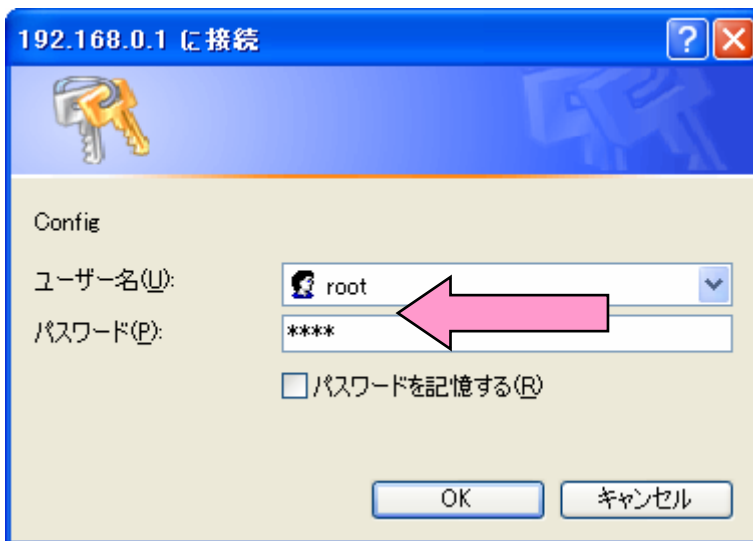 192.168.0.1 に接続
Config
ユーザー名(U):
root
パスワード(P):
****
パスワードを記憶する(R)
OK
キャンセル